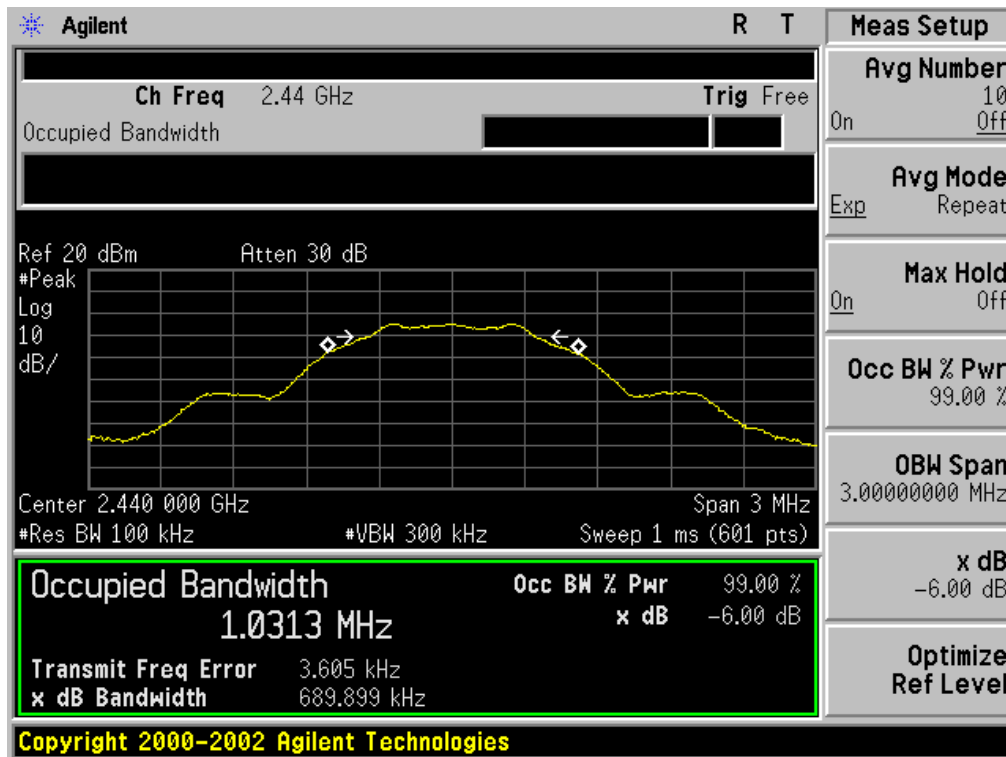 Agilent R T
Ch Freq 2.44 GHz Trig Free
Occupied Bandwidth
Ref 20 dBm Atten 30 dB
#Peak
Log
10
dB/
Center 2.440 000 GHz Span 3 MHz
#Res BW 100 kHz #VBW 300 kHz Sweep 1 ms (601 pts)
Occupied Bandwidth
1.0313 MHz
Occ BW % Pwr 99.00 %
x dB -6.00 dB
Transmit Freq Error 3.605 kHz
x dB Bandwidth 689.899 kHz
Copyright 2000-2002 Agilent Technologies
Meas Setup
Avg Number
10
On Off
Avg Mode
Exp Repeat
Max Hold
On Off
Occ BW % Pwr
99.00 %
OBW Span
3.00000000 MHz
x dB
-6.00 dB
Optimize
Ref Level